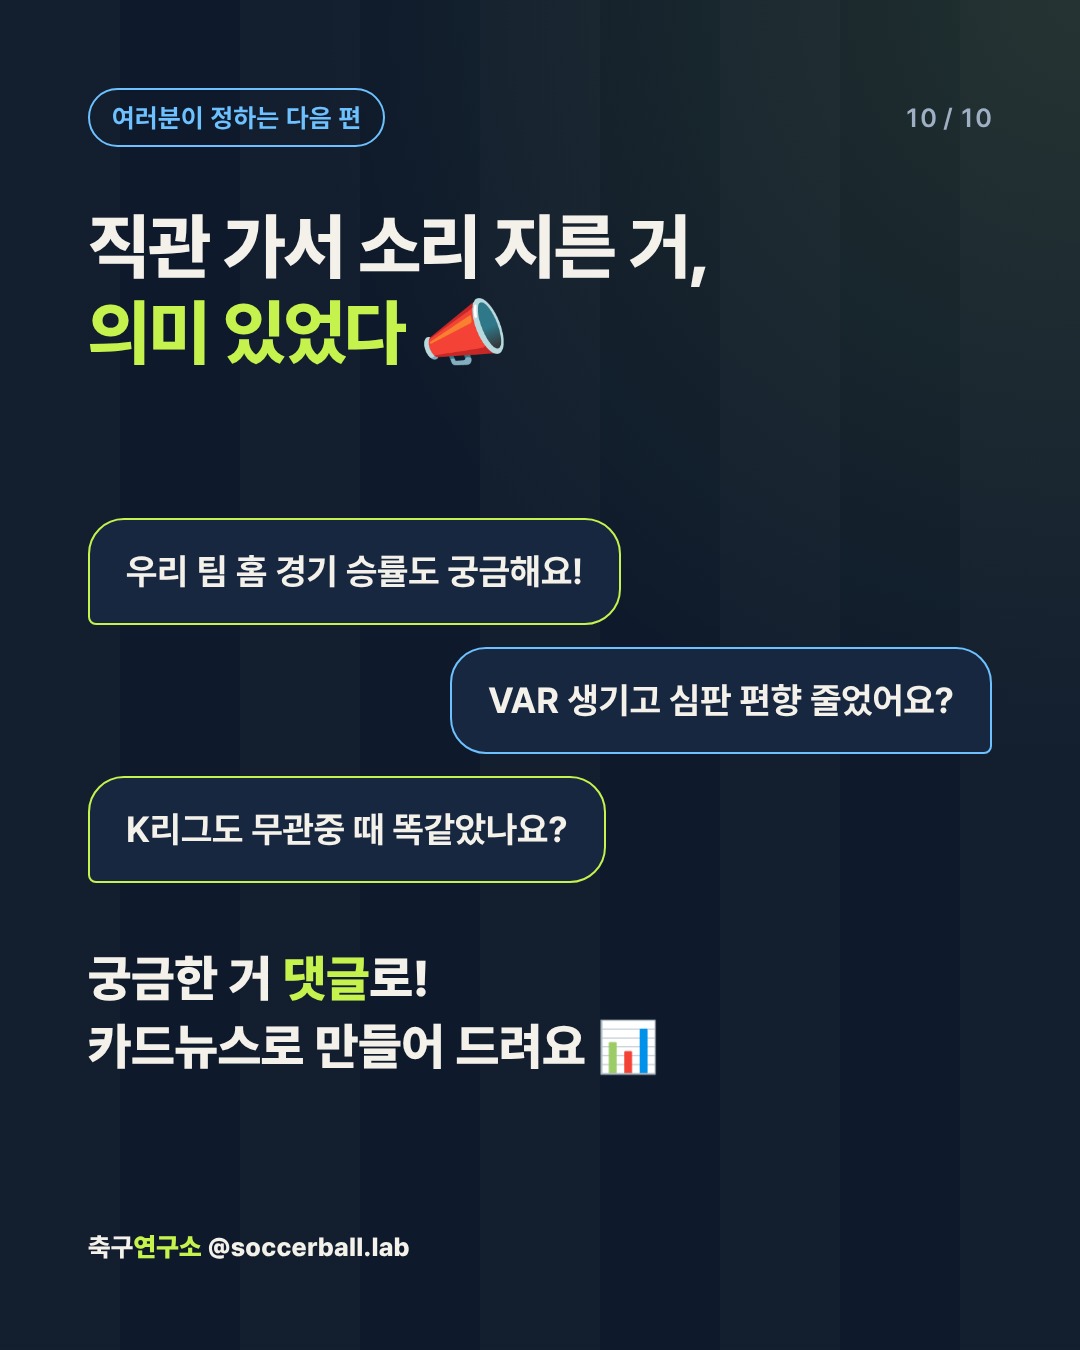 여러분이 정하는 다음 편
10 / 10
직관 가서 소리 지른 거,
의미 있었다 📣
우리 팀 홈 경기 승률도 궁금해요!
VAR 생기고 심판 편향 줄었어요?
K리그도 무관중 때 똑같았나요?
궁금한 거 댓글로!
카드뉴스로 만들어 드려요 📊
축구연구소 @soccerball.lab